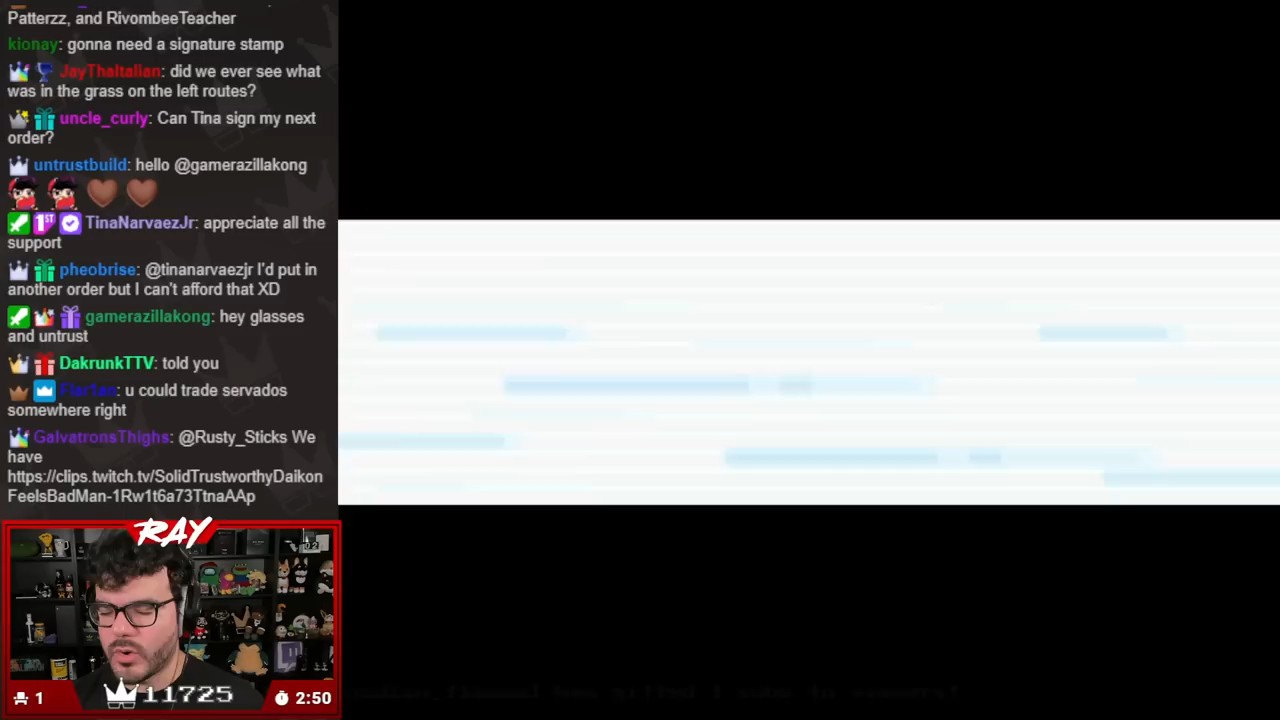 Patterzz, and RivombeeTeacher
kionay: gonna need a signature stamp
JayThaItalian: did we ever see what
was in the grass on the left routes?
uncle_curly: Can Tina sign my next
order?
untrustbuild: hello @gamerazillakong
TinaNarvaezJr: appreciate all the
support
pheobrise: @tinanarvaezjr I'd put in
another order but I can't afford that XD
gamerazillakong: hey glasses
and untrust
DakrunkTTV: told you
Flar1an: u could trade servados
somewhere right
GalvatronsThighs: @Rusty_Sticks We
have
https://clips.twitch.tv/SolidTrustworthyDaikon
FeelsBadMan-1Rw1t6a73TtnaAAp
RAY
1
11725
2:50